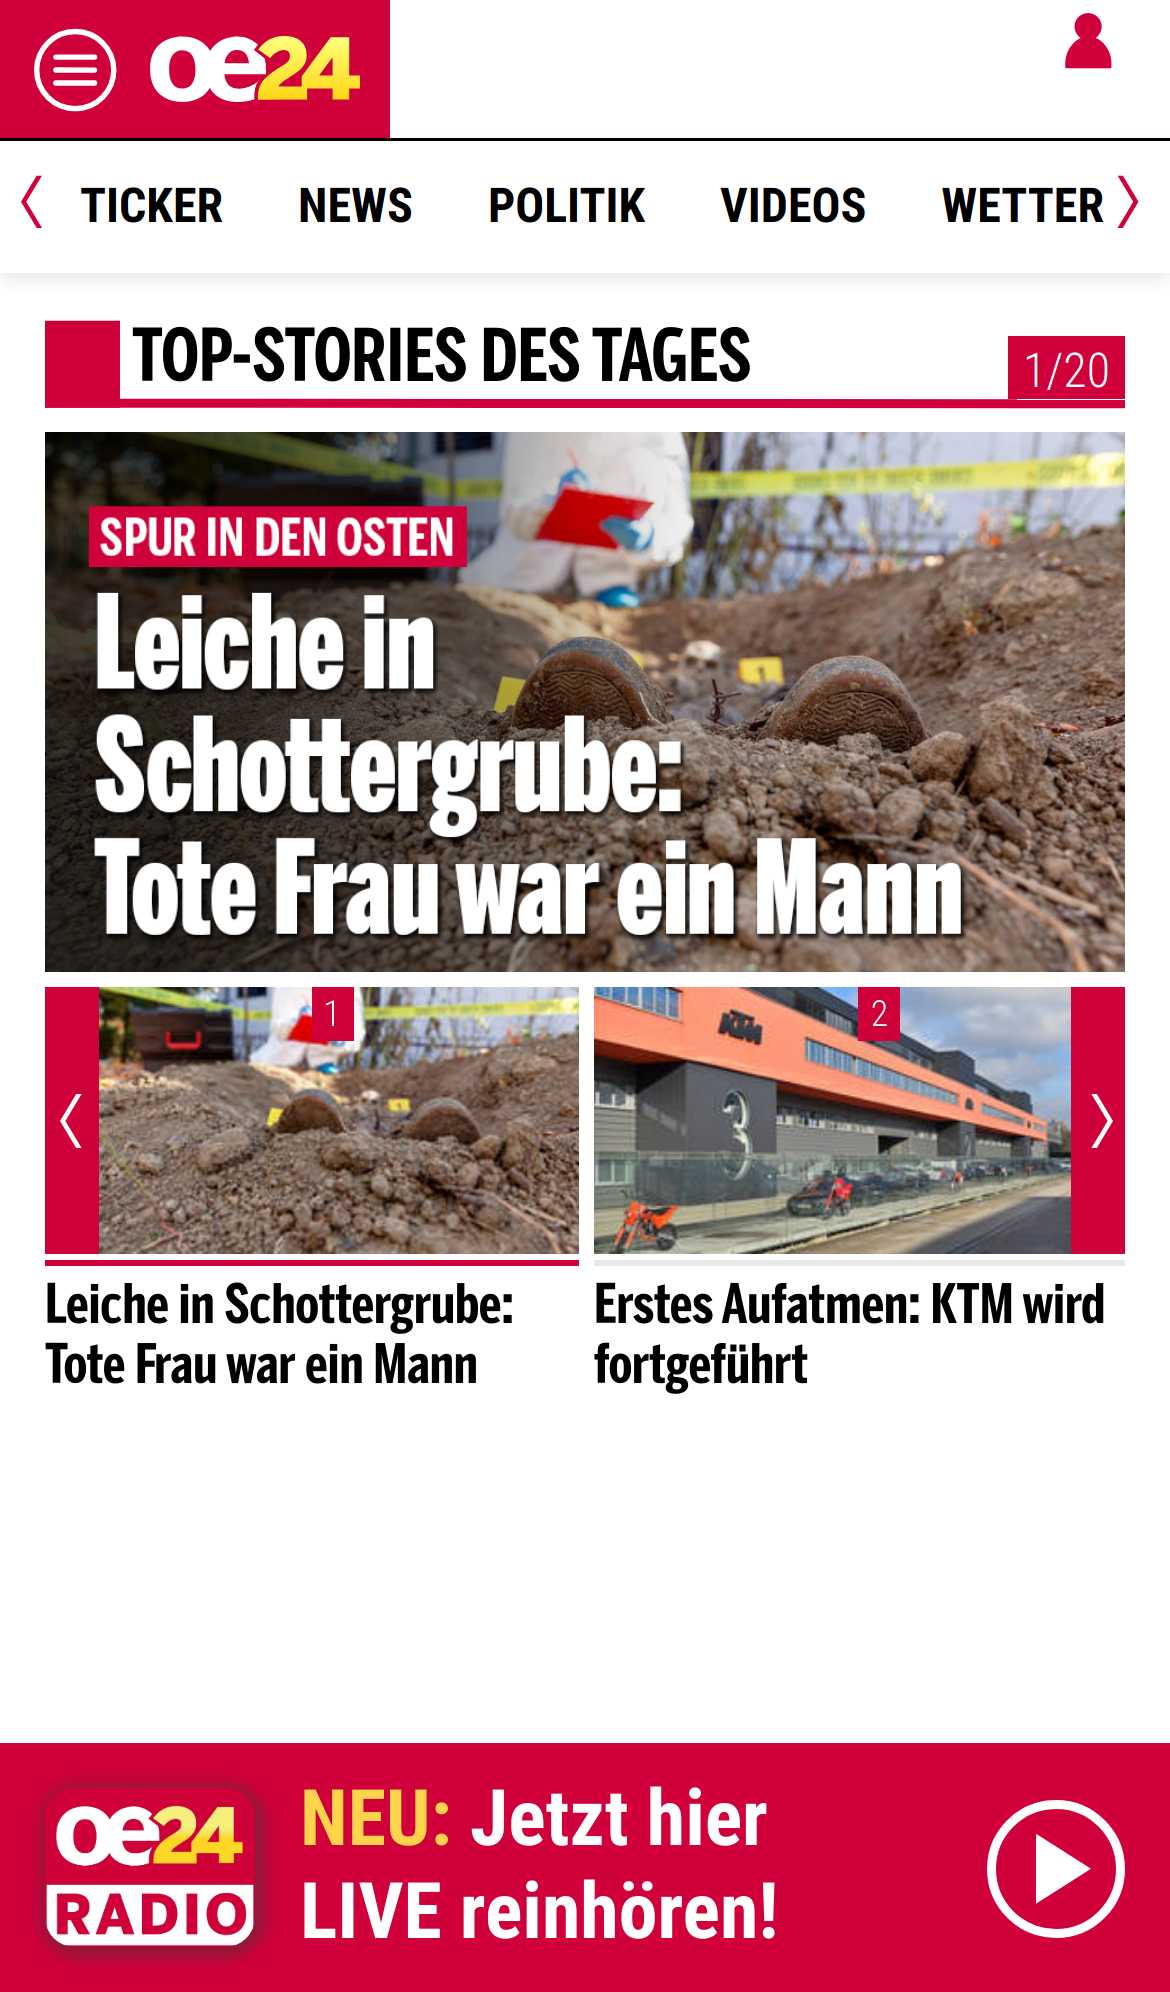 oe24
TICKER NEWS POLITIK VIDEOS WETTER
TOP-STORIES DES TAGES
1/20
SPUR IN DEN OSTEN
Leiche in
Schottergrube:
Tote Frau war ein Mann
1
2
KTM
3
Leiche in Schottergrube:
Tote Frau war ein Mann
Erstes Aufatmen: KTM wird
fortgeführt
oe24
RADIO
NEU: Jetzt hier
LIVE reinhören!